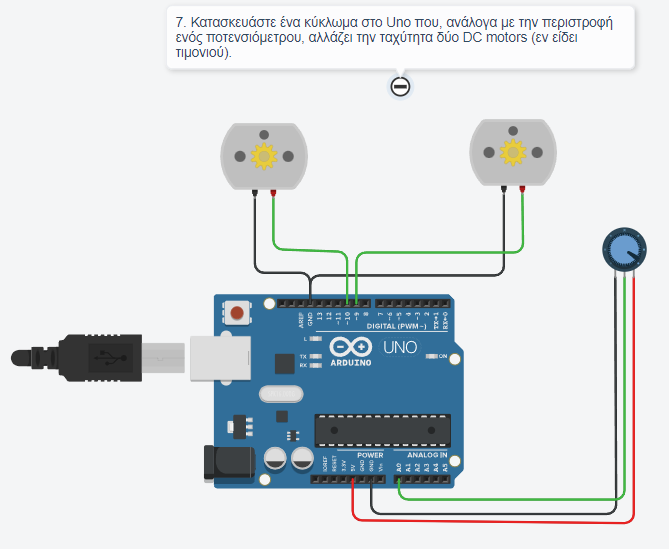 7. Κατασκευάστε ένα κύκλωμα στο Uno που, ανάλογα με την περιστροφή
ενός ποτενσιόμετρου, αλλάζει την ταχύτητα δύο DC motors (εν είδει
τιμονιού).
AREF
GND
13
12
~11
~10
~9
8
7
~6
~5
4
~3
2
TX→1
RX←0
DIGITAL (PWM ~)
L
TX
RX
UNO
ARDUINO
ON
POWER
ANALOG IN
IOREF
RESET
3.3V
5V
GND
GND
Vin
A0
A1
A2
A3
A4
A5